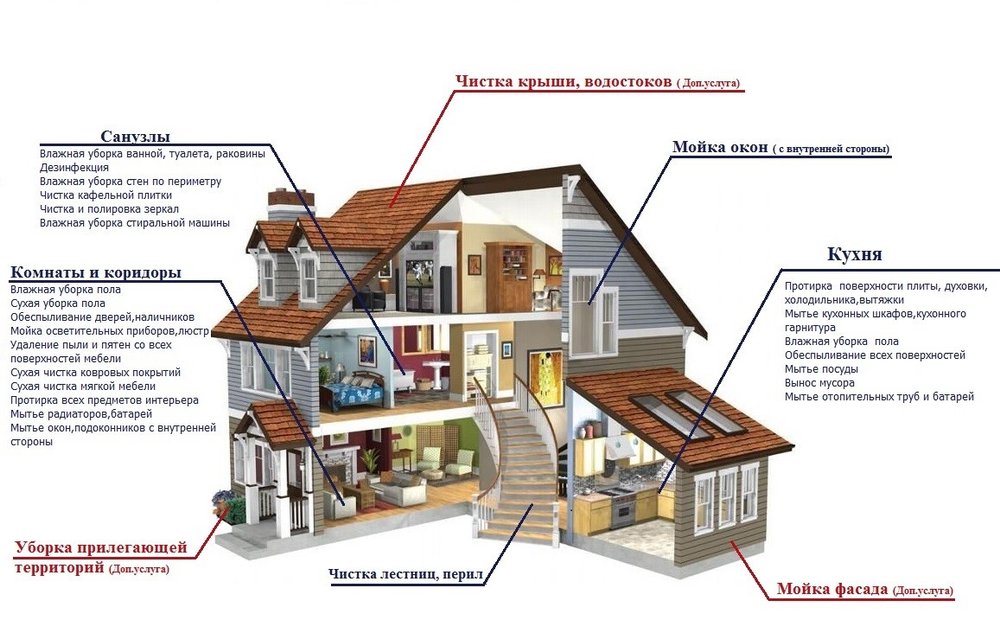 Чистка крыши, водостоков ( Доп.услуга)
Санузлы
Влажная уборка ванной, туалета, раковины
Дезинфекция
Влажная уборка стен по периметру
Чистка кафельной плитки
Чистка и полировка зеркал
Влажная уборка стиральной машины
Мойка окон ( с внутренней стороны)
Комнаты и коридоры
Влажная уборка пола
Сухая уборка пола
Обеспыливание дверей,наличников
Мойка осветительных приборов,люстр
Удаление пыли и пятен со всех
поверхностей мебели
Сухая чистка ковровых покрытий
Сухая чистка мягкой мебели
Протирка всех предметов интерьера
Мытье радиаторов,батарей
Мытье окон,подоконников с внутренней
стороны
Кухня
Протирка  поверхности плиты, духовки,
холодильника,вытяжки
Мытье кухонных шкафов,кухонного
гарнитура
Влажная уборка  пола
Обеспыливание всех поверхностей
Мытье посуды
Вынос мусора
Мытье отопительных труб и батарей
Уборка прилегающей
территорий (Доп.услуга)
Чистка лестниц, перил
Мойка фасада (Доп.услуга)